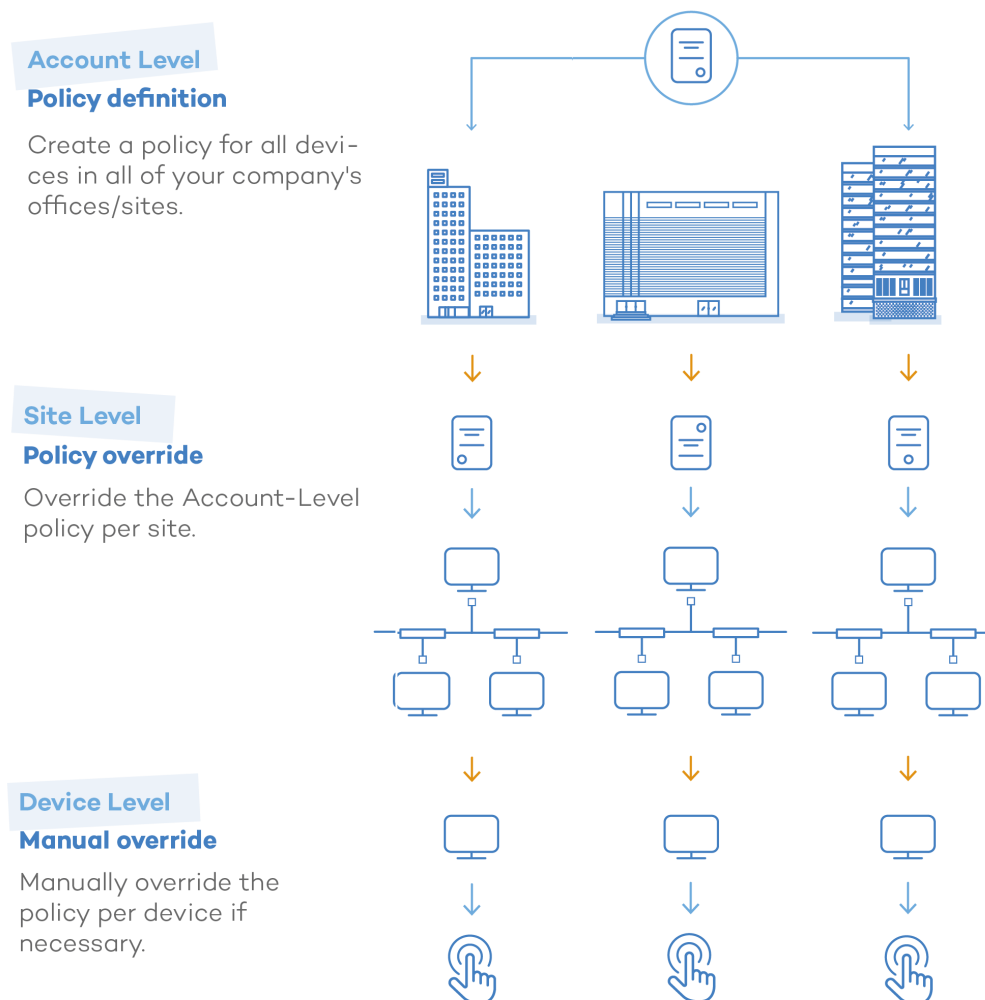 Account Level
Policy definition
Create a policy for all devi-
ces in all of your company's
offices/sites.
Site Level
Policy override
Override the Account-Level
policy per site.
Device Level
Manual override
Manually override the
policy per device if
necessary.